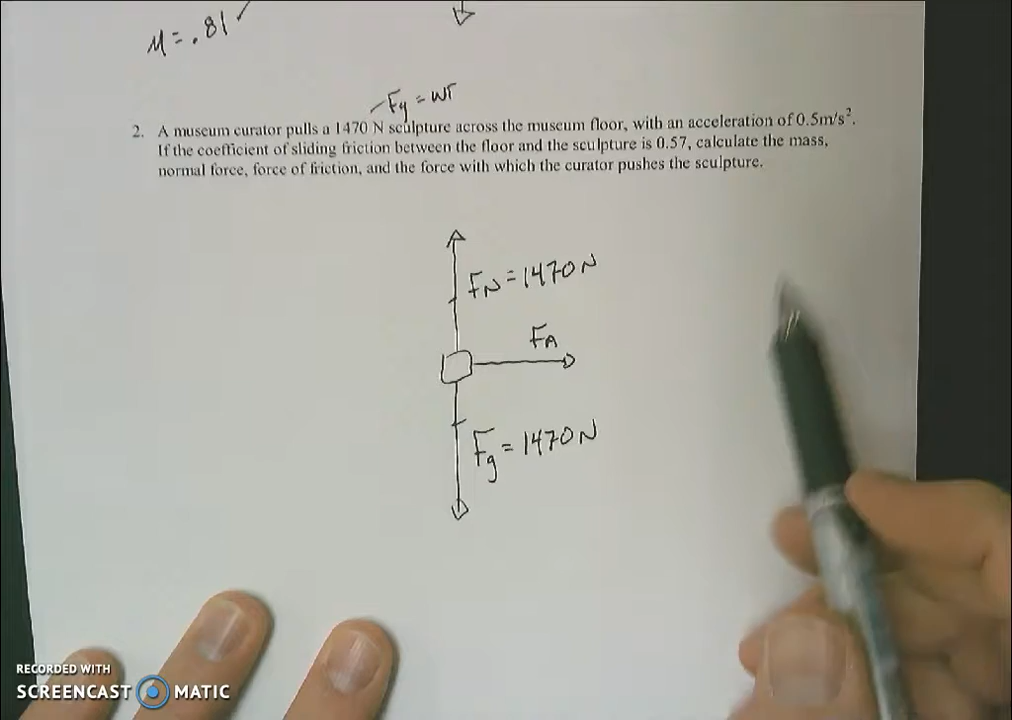 M = .81 ✓
Fg = WT
2. A museum curator pulls a 1470 N sculpture across the museum floor, with an acceleration of 0.5m/s².
If the coefficient of sliding friction between the floor and the sculpture is 0.57, calculate the mass,
normal force, force of friction, and the force with which the curator pushes the sculpture.
FN = 1470N
FA
Fg = 1470N
RECORDED WITH
SCREENCAST MATIC